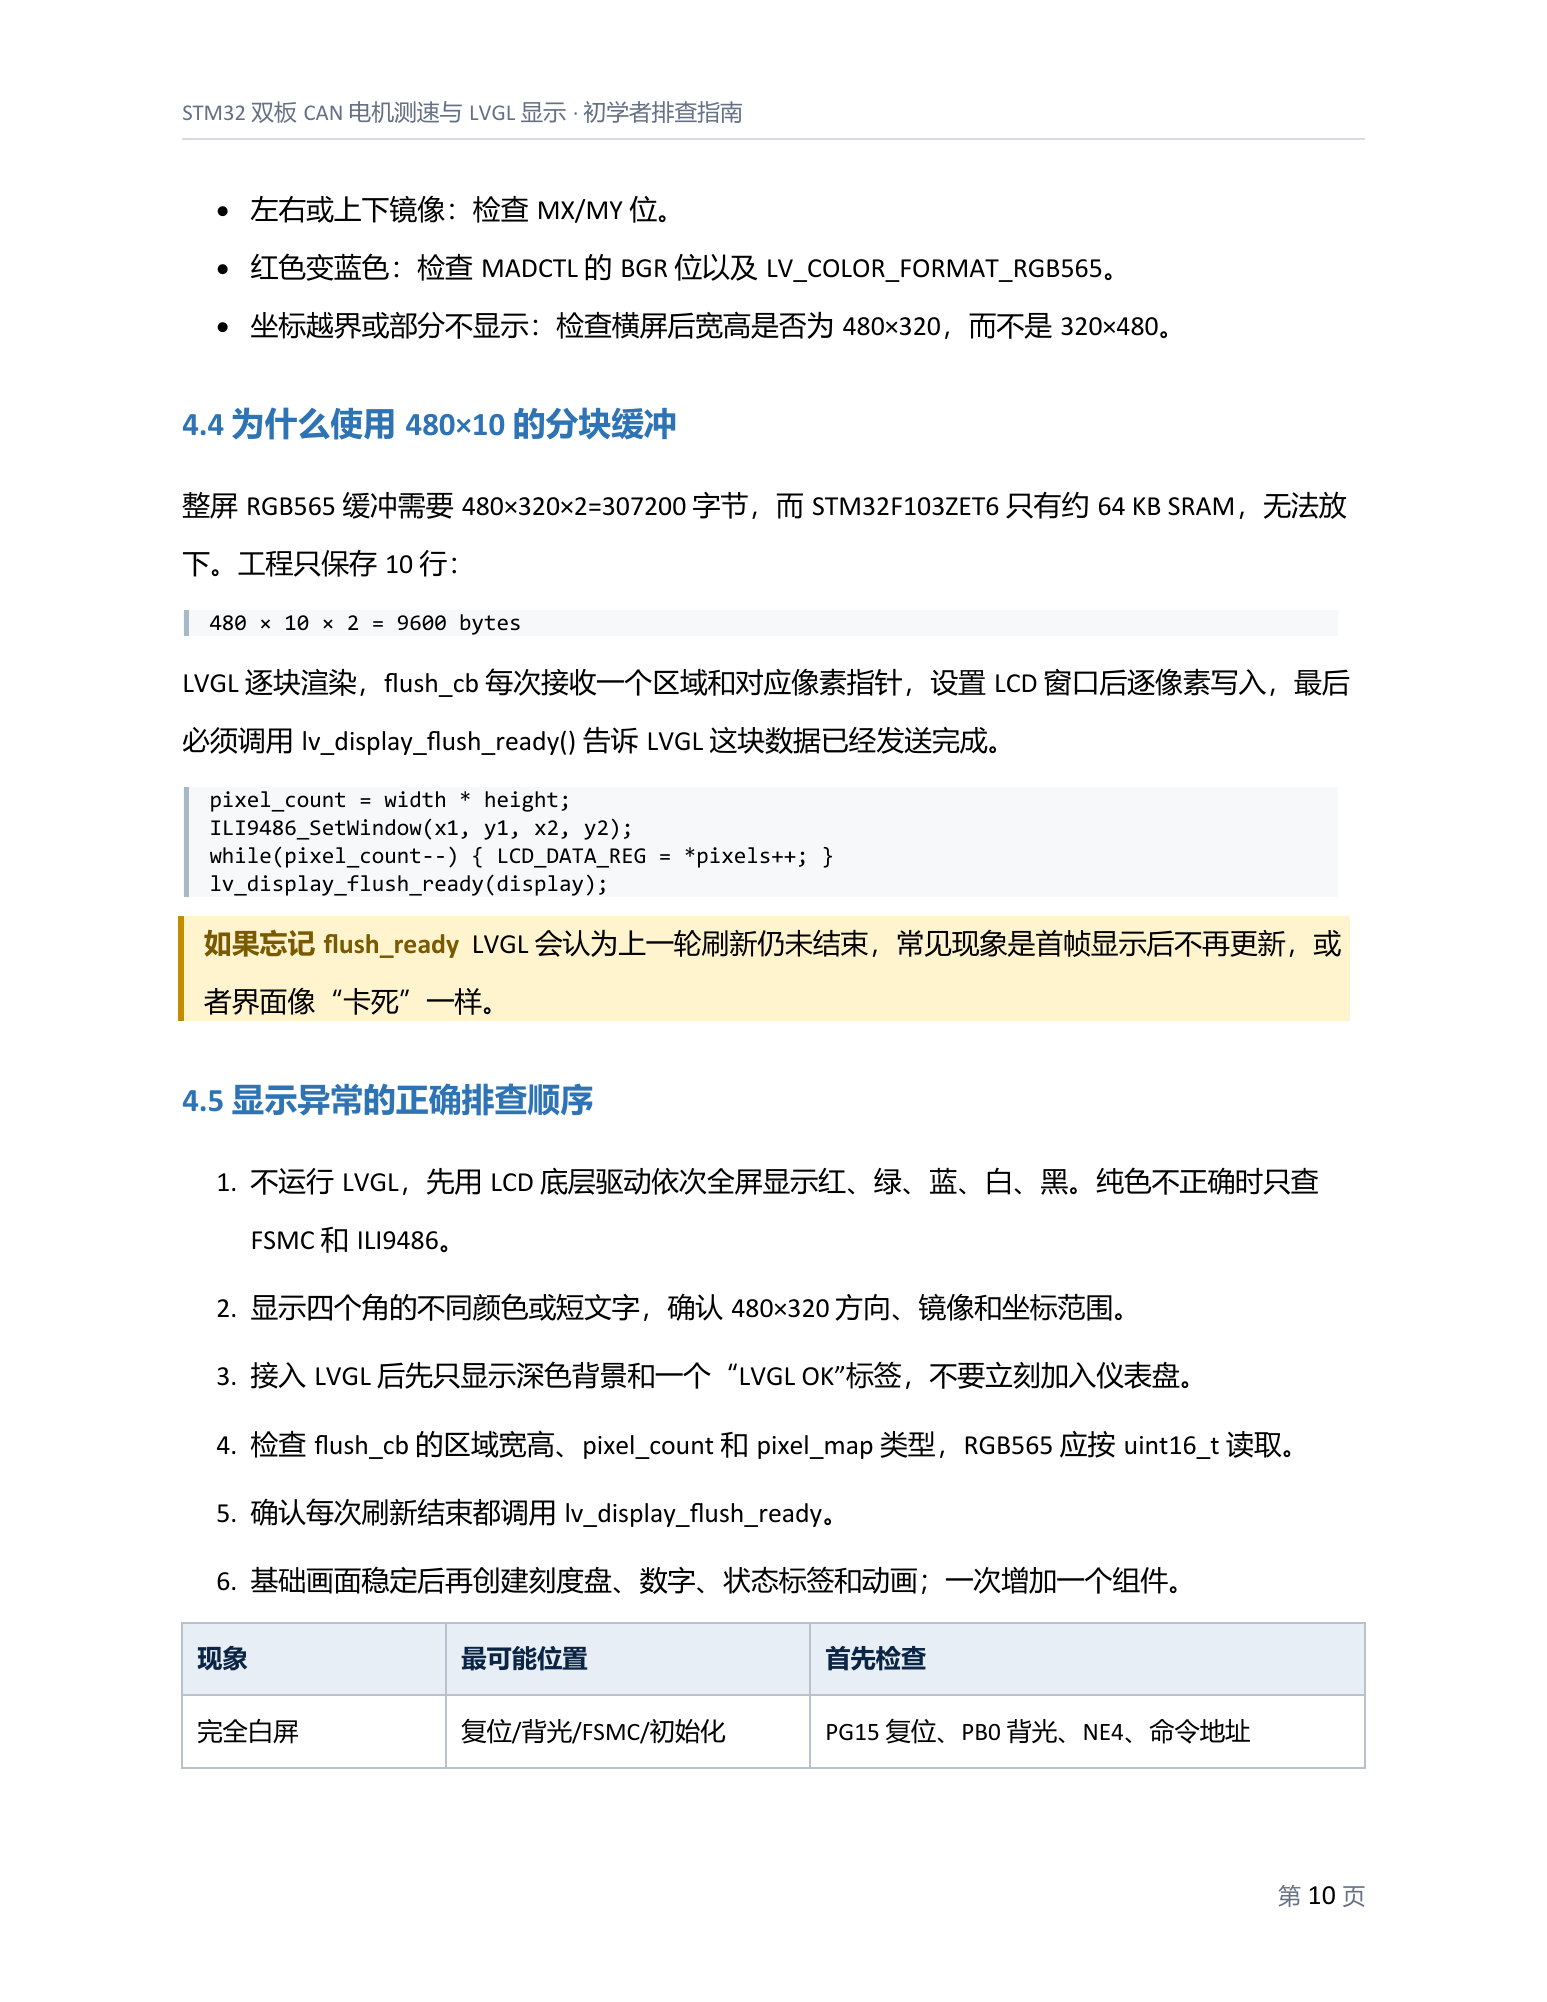 STM32 双板 CAN 电机测速与 LVGL 显示 · 初学者排查指南
• 左右或上下镜像：检查 MX/MY 位。
• 红色变蓝色：检查 MADCTL 的 BGR 位以及 LV_COLOR_FORMAT_RGB565。
• 坐标越界或部分不显示：检查横屏后宽高是否为 480×320，而不是 320×480。
4.4 为什么使用 480×10 的分块缓冲
整屏 RGB565 缓冲需要 480×320×2=307200 字节，而 STM32F103ZET6 只有约 64 KB SRAM，无法放
下。工程只保存 10 行：
480 × 10 × 2 = 9600 bytes
LVGL 逐块渲染，flush_cb 每次接收一个区域和对应像素指针，设置 LCD 窗口后逐像素写入，最后
必须调用 lv_display_flush_ready() 告诉 LVGL 这块数据已经发送完成。
pixel_count = width * height;
ILI9486_SetWindow(x1, y1, x2, y2);
while(pixel_count--) { LCD_DATA_REG = *pixels++; }
lv_display_flush_ready(display);
如果忘记 flush_ready LVGL 会认为上一轮刷新仍未结束，常见现象是首帧显示后不再更新，或
者界面像“卡死”一样。
4.5 显示异常的正确排查顺序
1. 不运行 LVGL，先用 LCD 底层驱动依次全屏显示红、绿、蓝、白、黑。纯色不正确时只查
FSMC 和 ILI9486。
2. 显示四个角的不同颜色或短文字，确认 480×320 方向、镜像和坐标范围。
3. 接入 LVGL 后先只显示深色背景和一个“LVGL OK”标签，不要立刻加入仪表盘。
4. 检查 flush_cb 的区域宽高、pixel_count 和 pixel_map 类型，RGB565 应按 uint16_t 读取。
5. 确认每次刷新结束都调用 lv_display_flush_ready。
6. 基础画面稳定后再创建刻度盘、数字、状态标签和动画；一次增加一个组件。
现象 最可能位置 首先检查
完全白屏 复位/背光/FSMC/初始化 PG15 复位、PB0 背光、NE4、命令地址
第 10 页